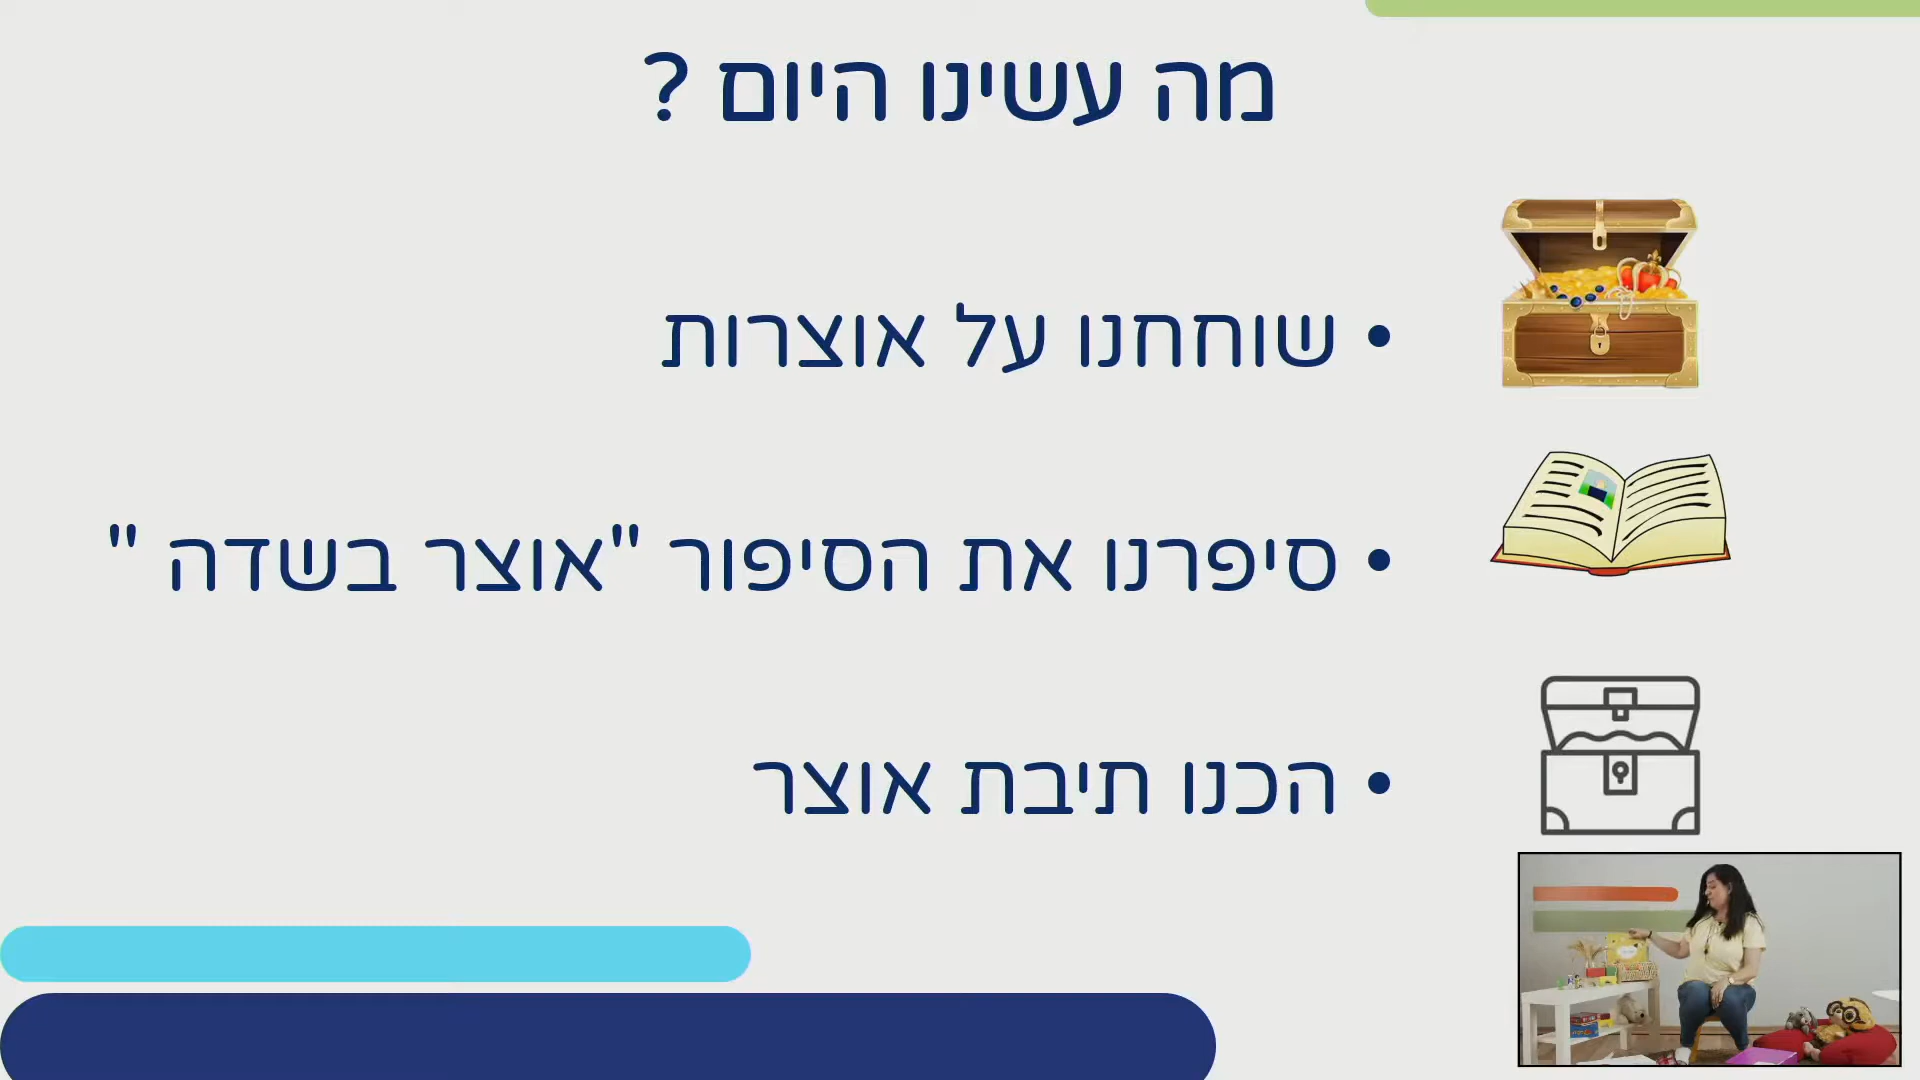 מה עשינו היום ?
• שוחחנו על אוצרות
• סיפרנו את הסיפור "אוצר בשדה "
• הכנו תיבת אוצר